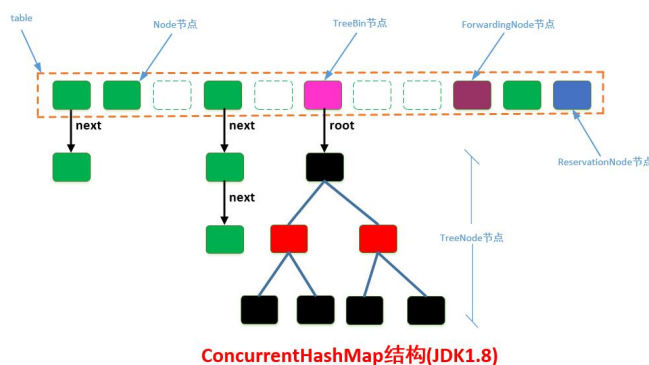 table
Node节点
TreeBin节点
ForwardingNode节点
next
next
root
ReservationNode节点
next
TreeNode节点
ConcurrentHashMap结构(JDK1.8)